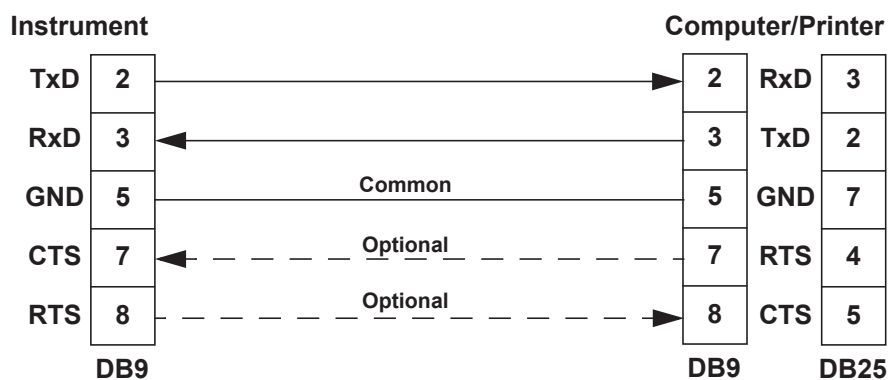 Instrument Computer/Printer
TxD 2 2 RxD 3
RxD 3 3 TxD 2
GND 5 Common 5 GND 7
CTS 7 Optional 7 RTS 4
RTS 8 Optional 8 CTS 5
DB9 DB9 DB25